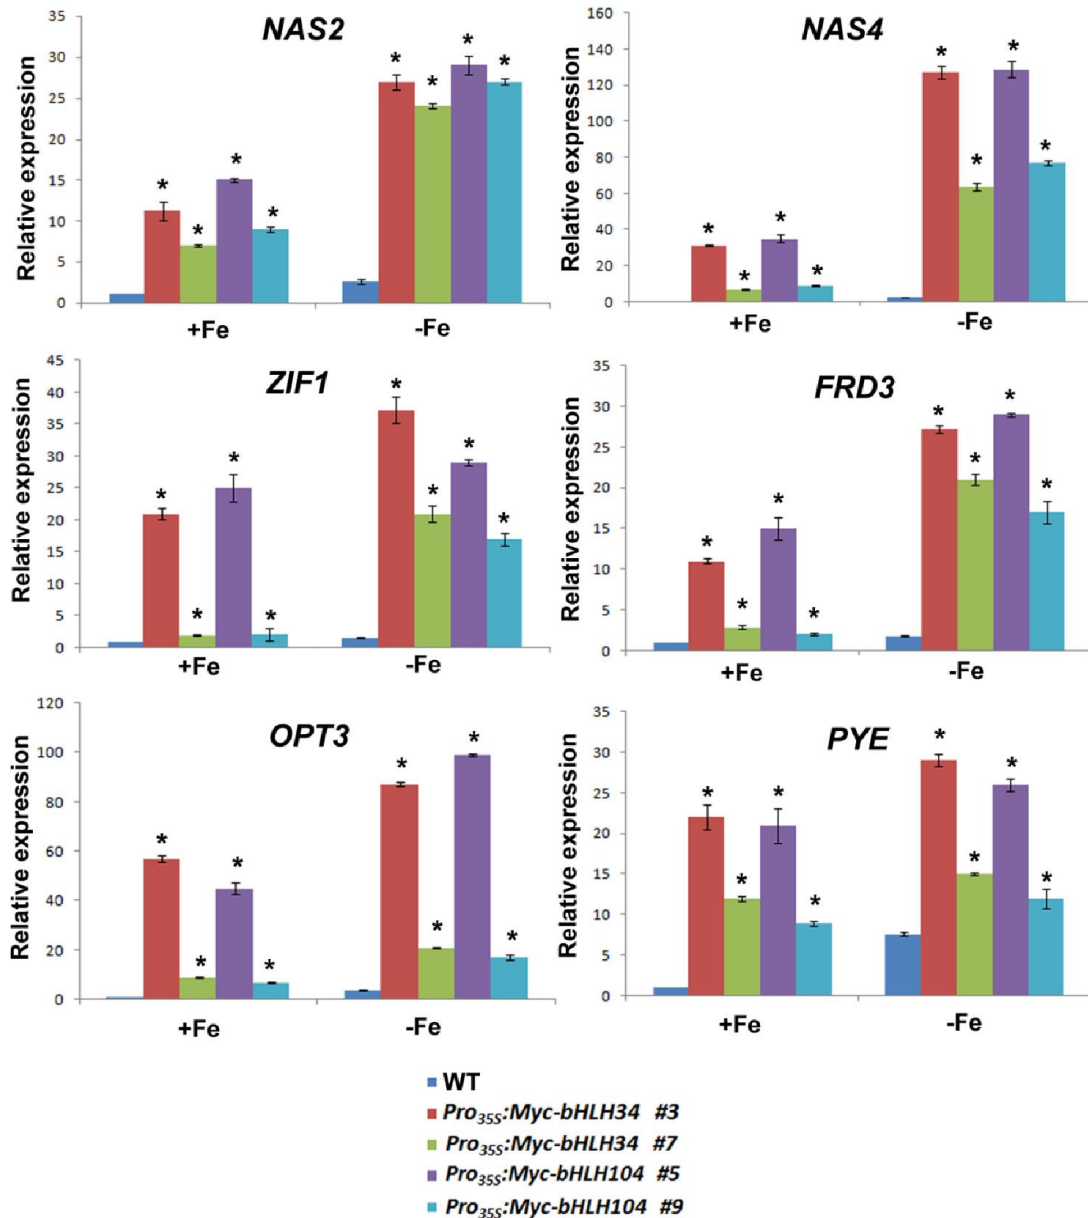 NAS2
Relative expression
35
30
25
20
15
10
5
0
* * * * * * * *
+Fe -Fe
NAS4
Relative expression
160
140
120
100
80
60
40
20
0
* * * * * * * *
+Fe -Fe
ZIF1
Relative expression
45
40
35
30
25
20
15
10
5
0
* * * * * * * *
+Fe -Fe
FRD3
Relative expression
35
30
25
20
15
10
5
0
* * * * * * * *
+Fe -Fe
OPT3
Relative expression
120
100
80
60
40
20
0
* * * * * * * *
+Fe -Fe
PYE
Relative expression
35
30
25
20
15
10
5
0
* * * * * * * *
+Fe -Fe
WT
Pro35S:Myc-bHLH34 #3
Pro35S:Myc-bHLH34 #7
Pro35S:Myc-bHLH104 #5
Pro35S:Myc-bHLH104 #9